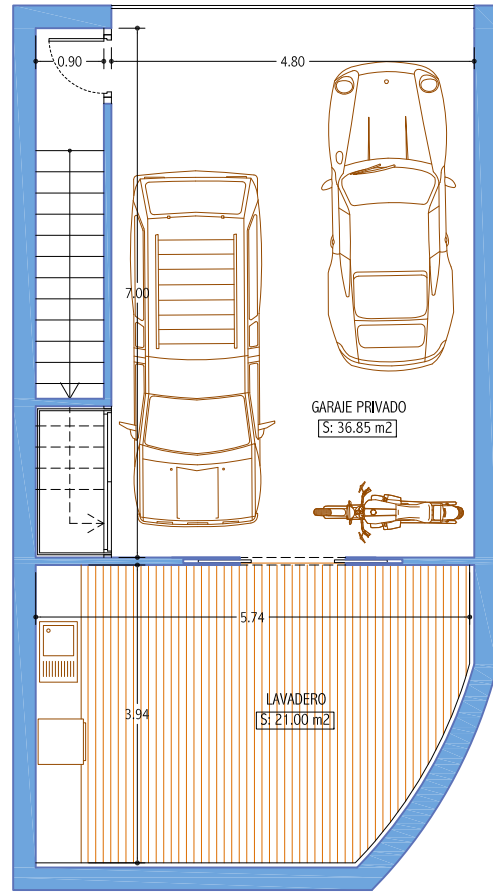 0.90
4.80
7.00
GARAJE PRIVADO
S: 36.85 m2
5.74
LAVADERO
S: 21.00 m2
3.94